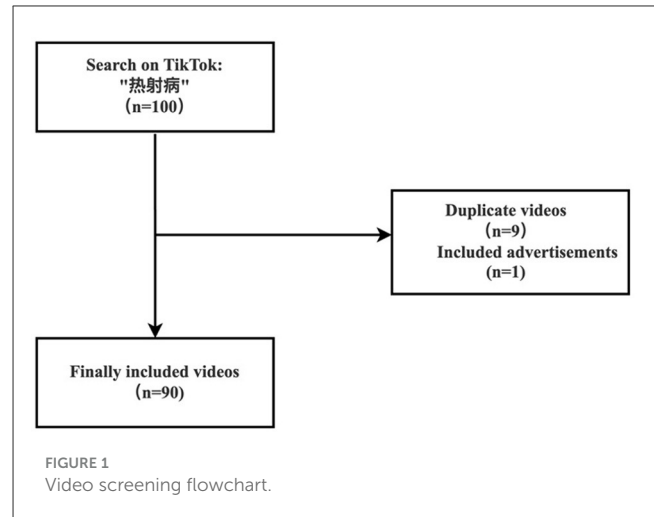 Search on TikTok:
"热射病"
(n=100)
Duplicate videos
(n=9)
Included advertisements
(n=1)
Finally included videos
(n=90)
FIGURE 1
Video screening flowchart.